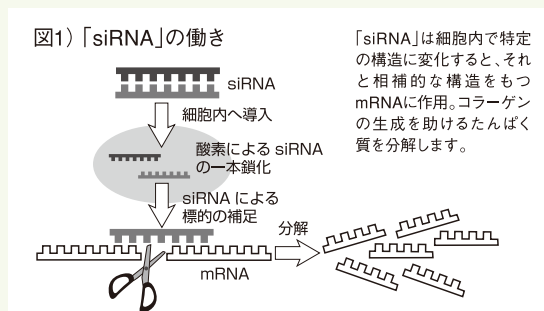 図1)「siRNA」の働き
siRNA
細胞内へ導入
酸素による siRNA
の一本鎖化
siRNA による
標的の補足
mRNA
分解
「siRNA」は細胞内で特定
の構造に変化すると、それ
と相補的な構造をもつ
mRNAに作用。コラーゲン
の生成を助けるたんぱく
質を分解します。